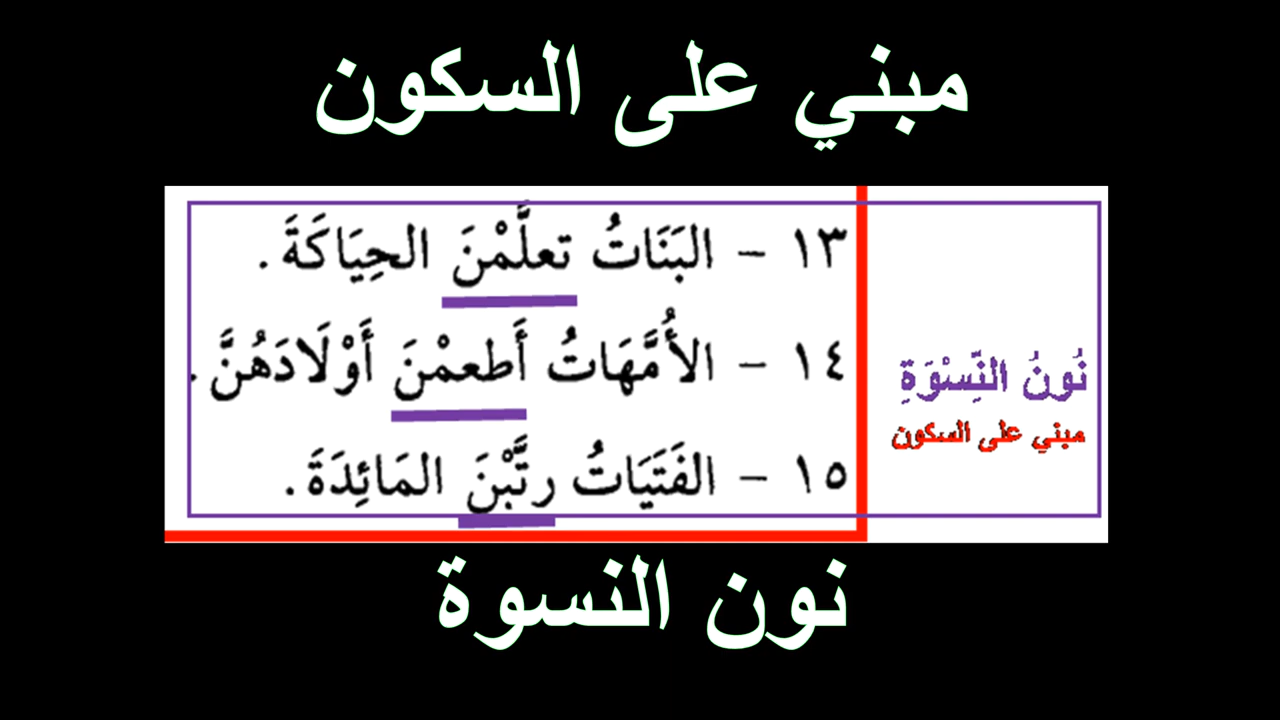 مبني على السكون
١٣ - البَنَاتُ تعلَّمْنَ الحِيَاكَةَ .
١٤ - الأُمَّهَاتُ أَطعمْنَ أَوْلَادَهُنَّ .
نُونُ النِّسْوَةِ
مبني على السكون
١٥ - الفَتَيَاتُ رتَّبْنَ المَائِدَةَ .
نون النسوة